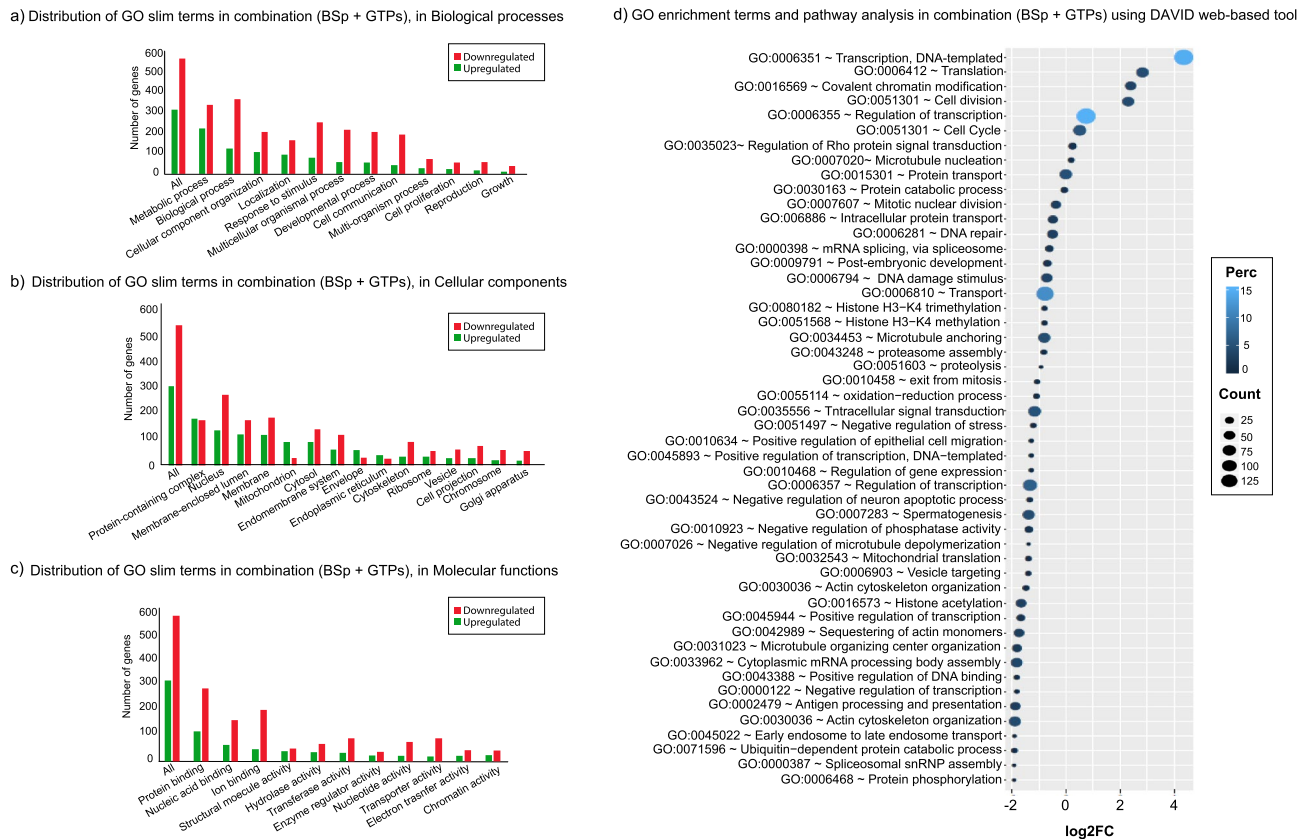 a) Distribution of GO slim terms in combination (BSp + GTPs), in Biological processes
Number of genes
600
500
400
300
200
100
0
Downregulated
Upregulated
All
Metabolic process
Biological process
Cellular component organization
Localization
Response to stimulus
Multicellular organismal process
Developmental process
Cell communication
Multi-organism process
Cell proliferation
Reproduction
Growth
b) Distribution of GO slim terms in combination (BSp + GTPs), in Cellular components
Number of genes
600
500
400
300
200
100
0
Downregulated
Upregulated
All
Protein-containing complex
Nucleus
Membrane-enclosed lumen
Membrane
Mitochondrion
Cytosol
Endomembrane system
Envelope
Endoplasmic reticulum
Cytoskeleton
Ribosome
Vesicle
Cell projection
Chromosome
Golgi apparatus
c) Distribution of GO slim terms in combination (BSp + GTPs), in Molecular functions
Number of genes
600
500
400
300
200
100
0
Downregulated
Upregulated
All
Protein binding
Nucleic acid binding
Ion binding
Structural moecule activity
Hydrolase activity
Transferase activity
Enzyme regulator activity
Nucleotide activity
Transporter activity
Electron trasnfer activity
Chromatin activity
d) GO enrichment terms and pathway analysis in combination (BSp + GTPs) using DAVID web-based tool
GO:0006351 ~ Transcription, DNA-templated
GO:0006412 ~ Translation
GO:0016569 ~ Covalent chromatin modification
GO:0051301 ~ Cell division
GO:0006355 ~ Regulation of transcription
GO:0051301 ~ Cell Cycle
GO:0035023~ Regulation of Rho protein signal transduction
GO:0007020~ Microtubule nucleation
GO:0015301 ~ Protein transport
GO:0030163 ~ Protein catabolic process
GO:0007607 ~ Mitotic nuclear division
GO:006886 ~ Intracellular protein transport
GO:0006281 ~ DNA repair
GO:0000398 ~ mRNA splicing, via spliceosome
GO:0009791 ~ Post-embryonic development
GO:0006794 ~ DNA damage stimulus
GO:0006810 ~ Transport
GO:0080182 ~ Histone H3−K4 trimethylation
GO:0051568 ~ Histone H3−K4 methylation
GO:0034453 ~ Microtubule anchoring
GO:0043248 ~ proteasome assembly
GO:0051603 ~ proteolysis
GO:0010458 ~ exit from mitosis
GO:0055114 ~ oxidation−reduction process
GO:0035556 ~ Tntracellular signal transduction
GO:0051497 ~ Negative regulation of stress
GO:0010634 ~ Positive regulation of epithelial cell migration
GO:0045893 ~ Positive regulation of transcription, DNA−templated
GO:0010468 ~ Regulation of gene expression
GO:0006357 ~ Regulation of transcription
GO:0043524 ~ Negative regulation of neuron apoptotic process
GO:0007283 ~ Spermatogenesis
GO:0010923 ~ Negative regulation of phosphatase activity
GO:0007026 ~ Negative regulation of microtubule depolymerization
GO:0032543 ~ Mitochondrial translation
GO:0006903 ~ Vesicle targeting
GO:0030036 ~ Actin cytoskeleton organization
GO:0016573 ~ Histone acetylation
GO:0045944 ~ Positive regulation of transcription
GO:0042989 ~ Sequestering of actin monomers
GO:0031023 ~ Microtubule organizing center organization
GO:0033962 ~ Cytoplasmic mRNA processing body assembly
GO:0043388 ~ Positive regulation of DNA binding
GO:0000122 ~ Negative regulation of transcription
GO:0002479 ~ Antigen processing and presentation
GO:0030036 ~ Actin cytoskeleton organization
GO:0045022 ~ Early endosome to late endosome transport
GO:0071596 ~ Ubiquitin−dependent protein catabolic process
GO:0000387 ~ Spliceosomal snRNP assembly
GO:0006468 ~ Protein phosphorylation
-2
0
2
4
log2FC
Perc
15
10
5
0
Count
25
50
75
100
125